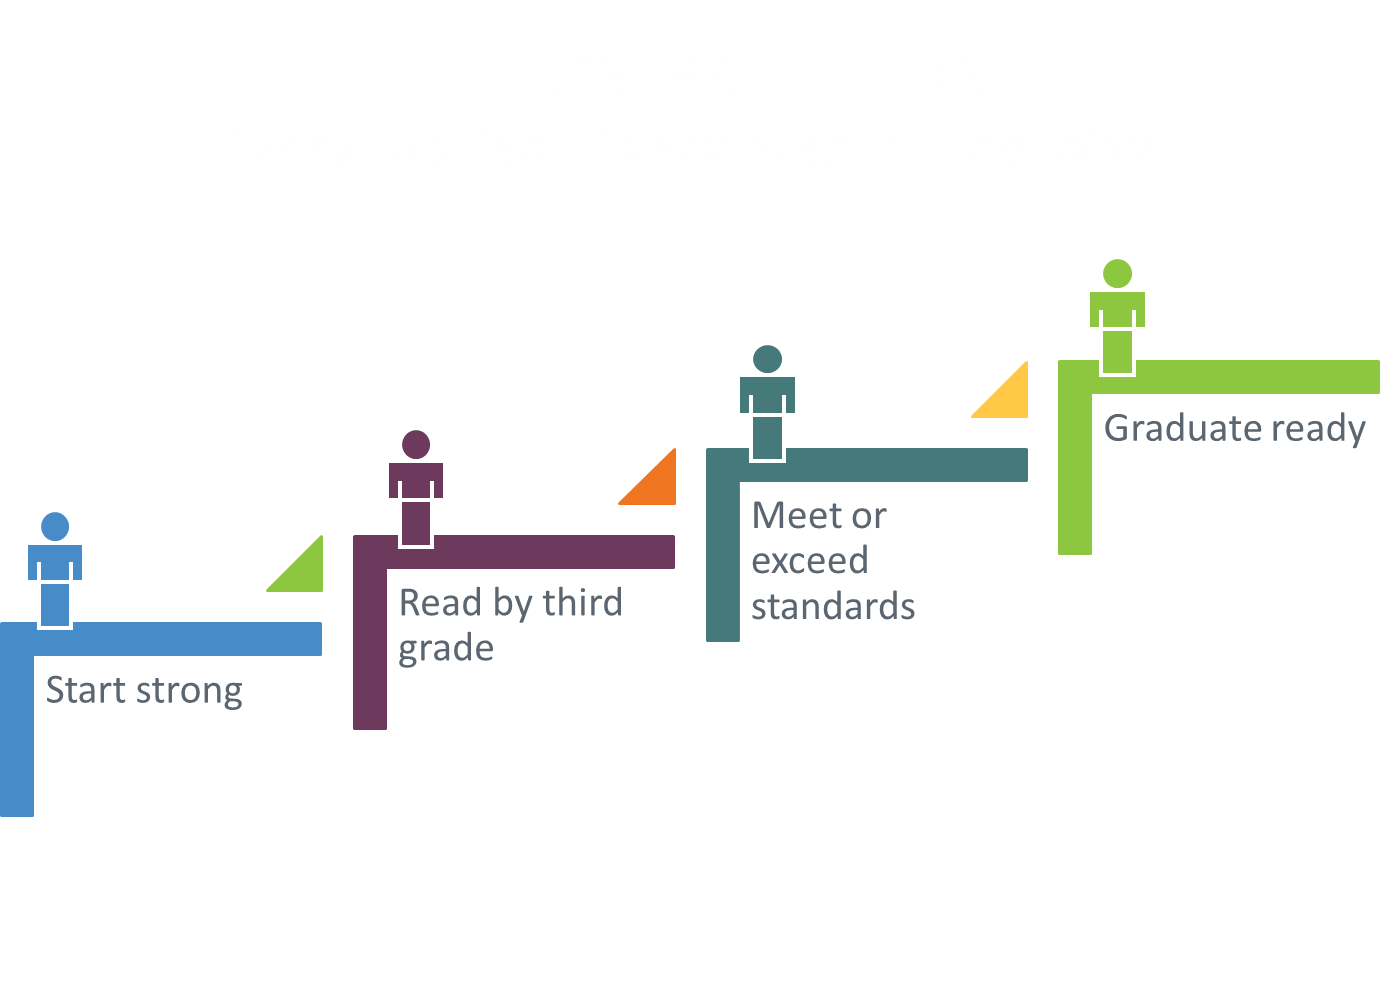 Start strong
Read by third
grade
Meet or
exceed
standards
Graduate ready